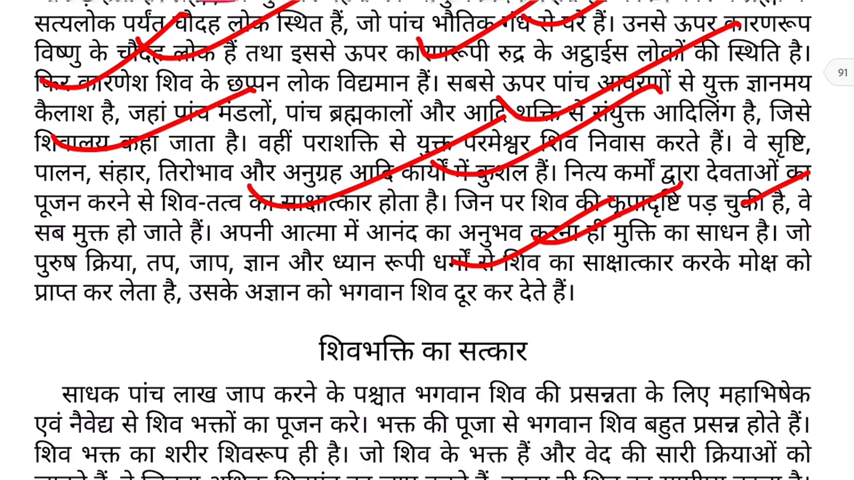 सत्यलोक पर्यंत चौदह लोक स्थित हैं, जो पांच भौतिक गंध से परे हैं। उनसे ऊपर कारणरूप
विष्णु के चौदह लोक हैं तथा इससे ऊपर कारणरूपी रुद्र के अट्ठाईस लोकों की स्थिति है।
फिर कारणेश शिव के छप्पन लोक विद्यमान हैं। सबसे ऊपर पांच आवरणों से युक्त ज्ञानमय
कैलाश है, जहां पांच मंडलों, पांच ब्रह्मकालों और आदि शक्ति से संयुक्त आदिलिंग है, जिसे
शिवालय कहा जाता है। वहीं पराशक्ति से युक्त परमेश्वर शिव निवास करते हैं। वे सृष्टि,
पालन, संहार, तिरोभाव और अनुग्रह आदि कार्यों में कुशल हैं। नित्य कर्मों द्वारा देवताओं का
पूजन करने से शिव-तत्व का साक्षात्कार होता है। जिन पर शिव की कृपादृष्टि पड़ चुकी है, वे
सब मुक्त हो जाते हैं। अपनी आत्मा में आनंद का अनुभव करना ही मुक्ति का साधन है। जो
पुरुष क्रिया, तप, जाप, ज्ञान और ध्यान रूपी धर्मों से शिव का साक्षात्कार करके मोक्ष को
प्राप्त कर लेता है, उसके अज्ञान को भगवान शिव दूर कर देते हैं।
91
शिवभक्ति का सत्कार
साधक पांच लाख जाप करने के पश्चात भगवान शिव की प्रसन्नता के लिए महाभिषेक
एवं नैवेद्य से शिव भक्तों का पूजन करे। भक्त की पूजा से भगवान शिव बहुत प्रसन्न होते हैं।
शिव भक्त का शरीर शिवरूप ही है। जो शिव के भक्त हैं और वेद की सारी क्रियाओं को